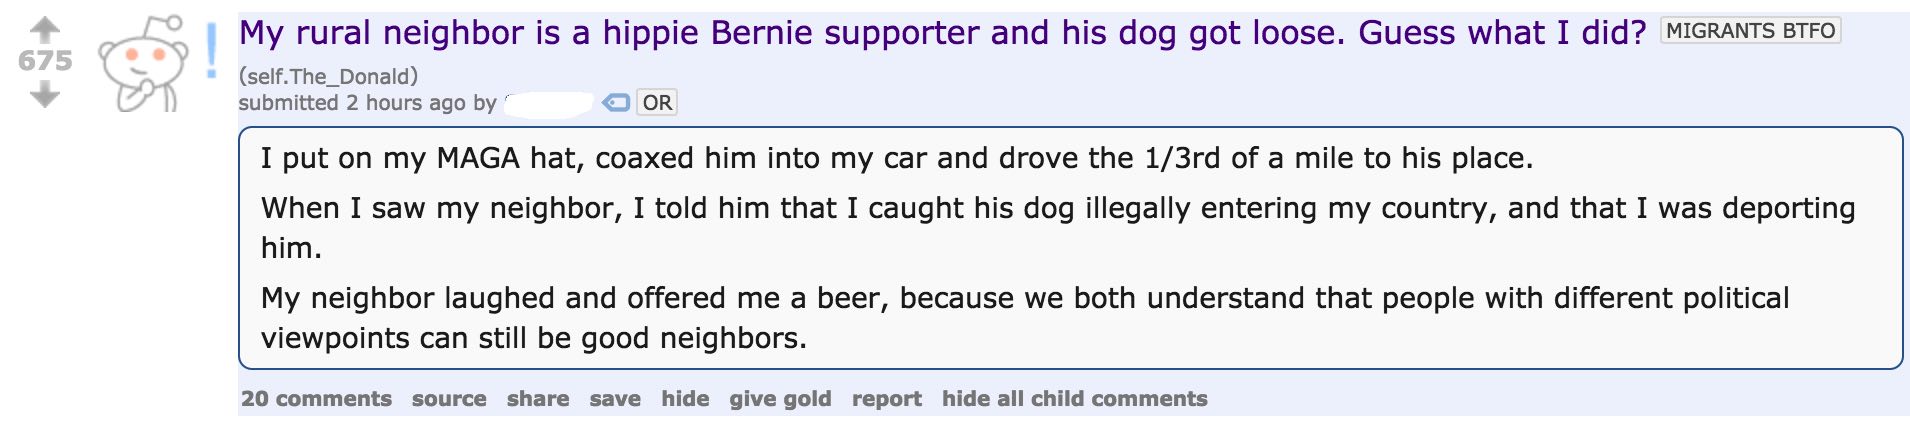 My rural neighbor is a hippie Bernie supporter and his dog got loose. Guess what I did? MIGRANTS BTFO
675
(self.The_Donald)
submitted 2 hours ago by OR
I put on my MAGA hat, coaxed him into my car and drove the 1/3rd of a mile to his place.
When I saw my neighbor, I told him that I caught his dog illegally entering my country, and that I was deporting
him.
My neighbor laughed and offered me a beer, because we both understand that people with different political
viewpoints can still be good neighbors.
20 comments source share save hide give gold report hide all child comments